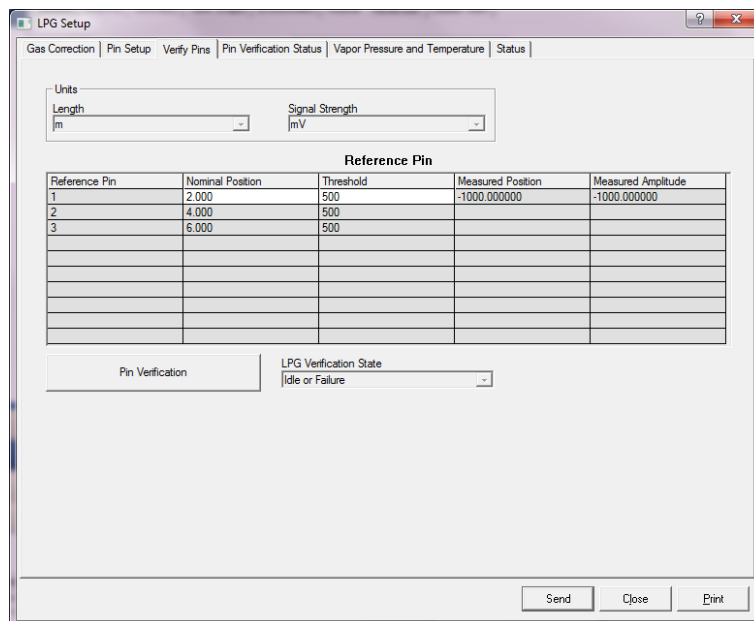 LPG Setup
Gas Correction Pin Setup Verify Pins Pin Verification Status Vapor Pressure and Temperature Status
Units
Length Signal Strength
m mV
Reference Pin
Reference Pin Nominal Position Threshold Measured Position Measured Amplitude
1 2.000 500 -1000.000000 -1000.000000
2 4.000 500
3 6.000 500
Pin Verification
LPG Verification State
Idle or Failure
Send Close Print